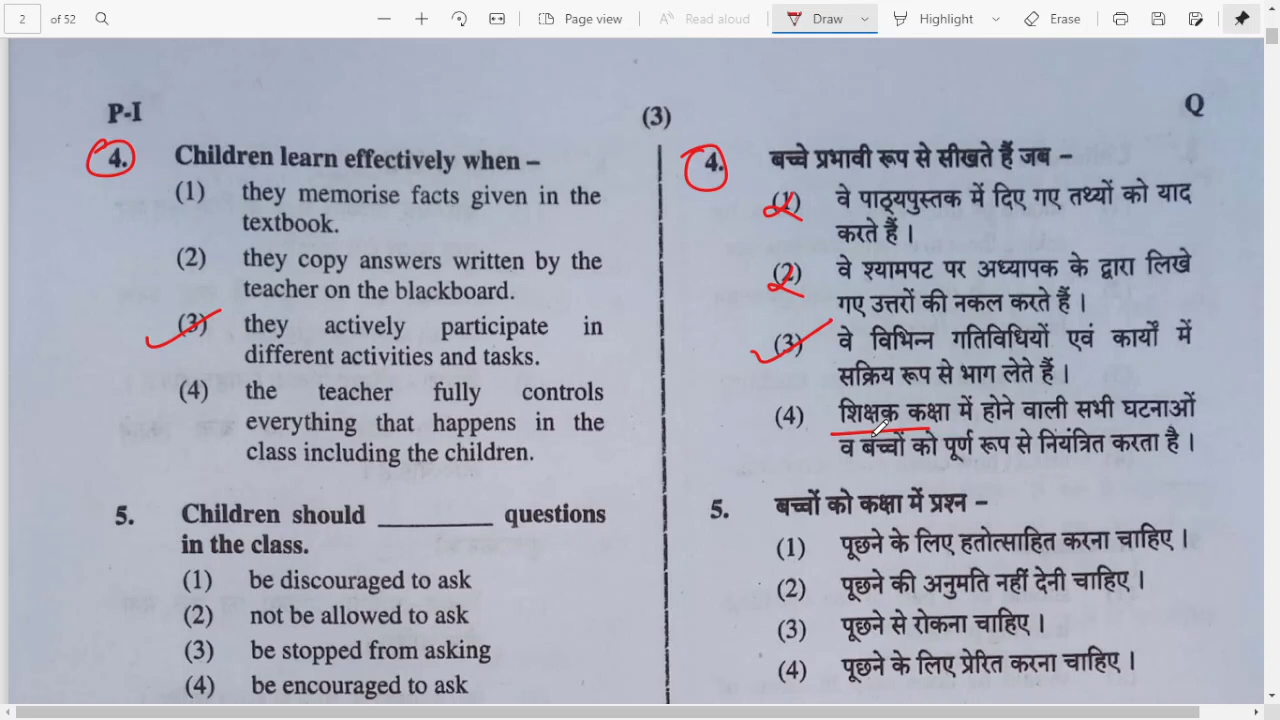 2 of 52
Page view
Read aloud
Draw
Highlight
Erase
P-I
(3)
Q
4. Children learn effectively when –
(1) they memorise facts given in the
textbook.
(2) they copy answers written by the
teacher on the blackboard.
(3) they actively participate in
different activities and tasks.
(4) the teacher fully controls
everything that happens in the
class including the children.
5. Children should ________ questions
in the class.
(1) be discouraged to ask
(2) not be allowed to ask
(3) be stopped from asking
(4) be encouraged to ask
4. बच्चे प्रभावी रूप से सीखते हैं जब –
(1) वे पाठ्यपुस्तक में दिए गए तथ्यों को याद
करते हैं ।
(2) वे श्यामपट पर अध्यापक के द्वारा लिखे
गए उत्तरों की नकल करते हैं ।
(3) वे विभिन्न गतिविधियों एवं कार्यों में
सक्रिय रूप से भाग लेते हैं ।
(4) शिक्षक कक्षा में होने वाली सभी घटनाओं
व बच्चों को पूर्ण रूप से नियंत्रित करता है ।
5. बच्चों को कक्षा में प्रश्न –
(1) पूछने के लिए हतोत्साहित करना चाहिए ।
(2) पूछने की अनुमति नहीं देनी चाहिए ।
(3) पूछने से रोकना चाहिए ।
(4) पूछने के लिए प्रेरित करना चाहिए ।